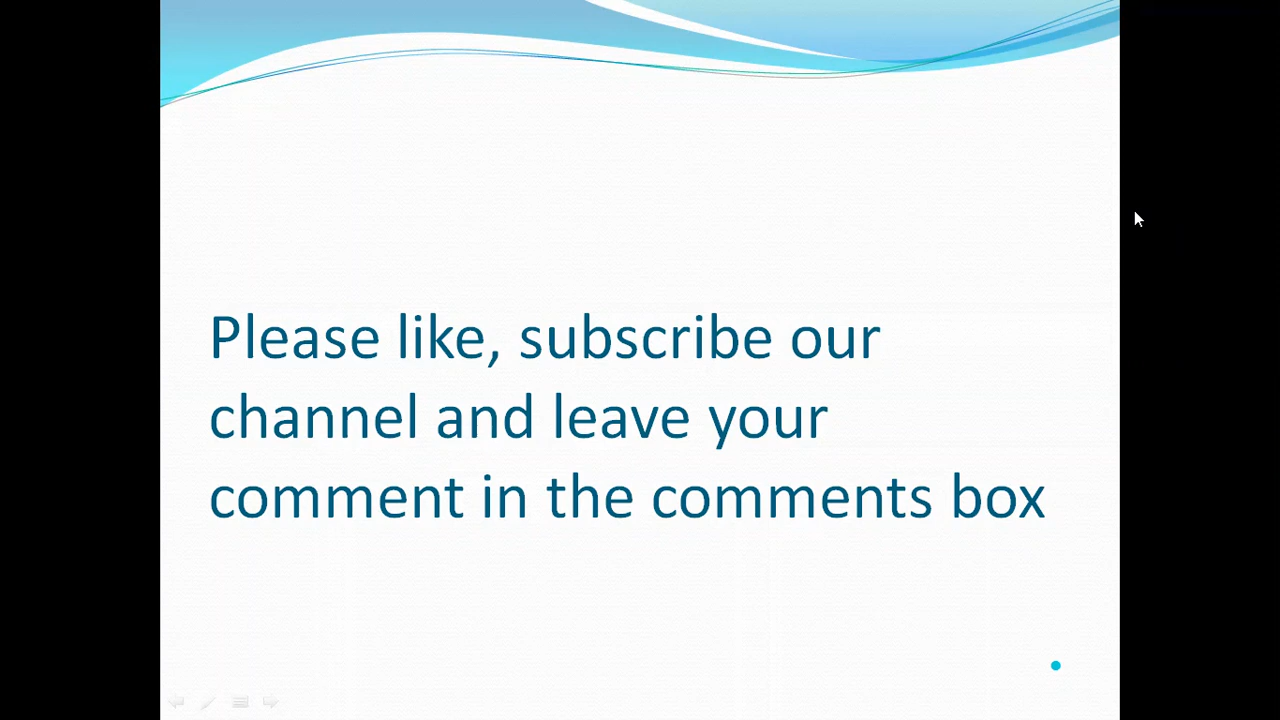 Please like, subscribe our
channel and leave your
comment in the comments box